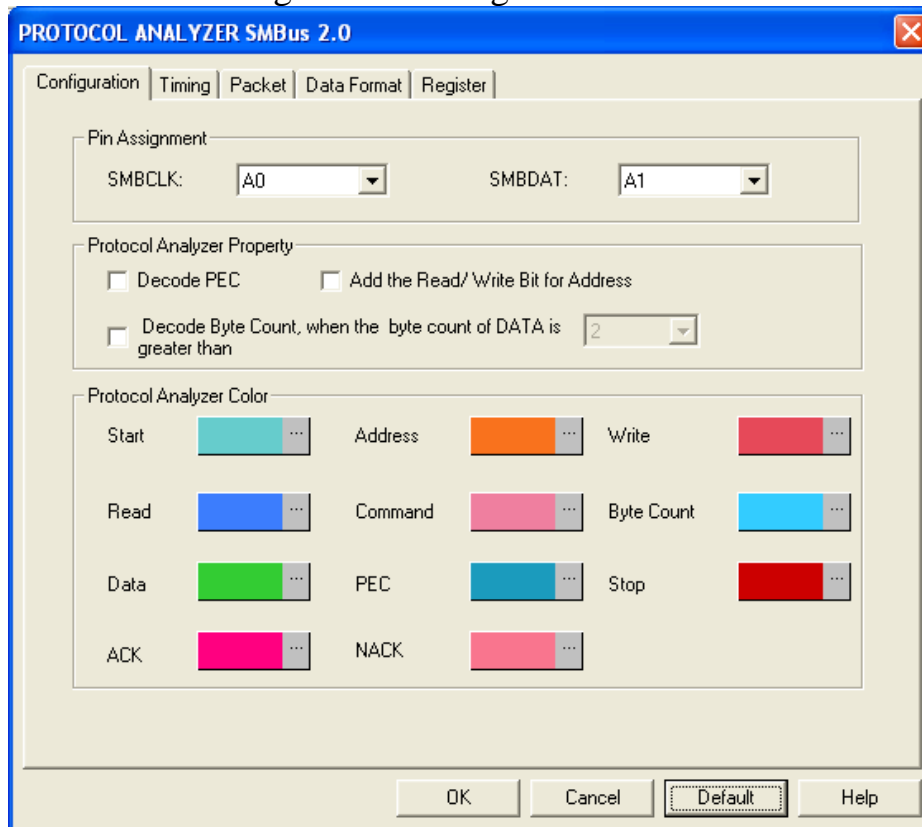 PROTOCOL ANALYZER SMBus 2.0
Configuration Timing Packet Data Format Register
Pin Assignment
SMBCLK: A0 SMBDAT: A1
Protocol Analyzer Property
Decode PEC Add the Read/ Write Bit for Address
Decode Byte Count, when the byte count of DATA is 2
greater than
Protocol Analyzer Color
Start ... Address ... Write ...
Read ... Command ... Byte Count ...
Data ... PEC ... Stop ...
ACK ... NACK ...
OK Cancel Default Help